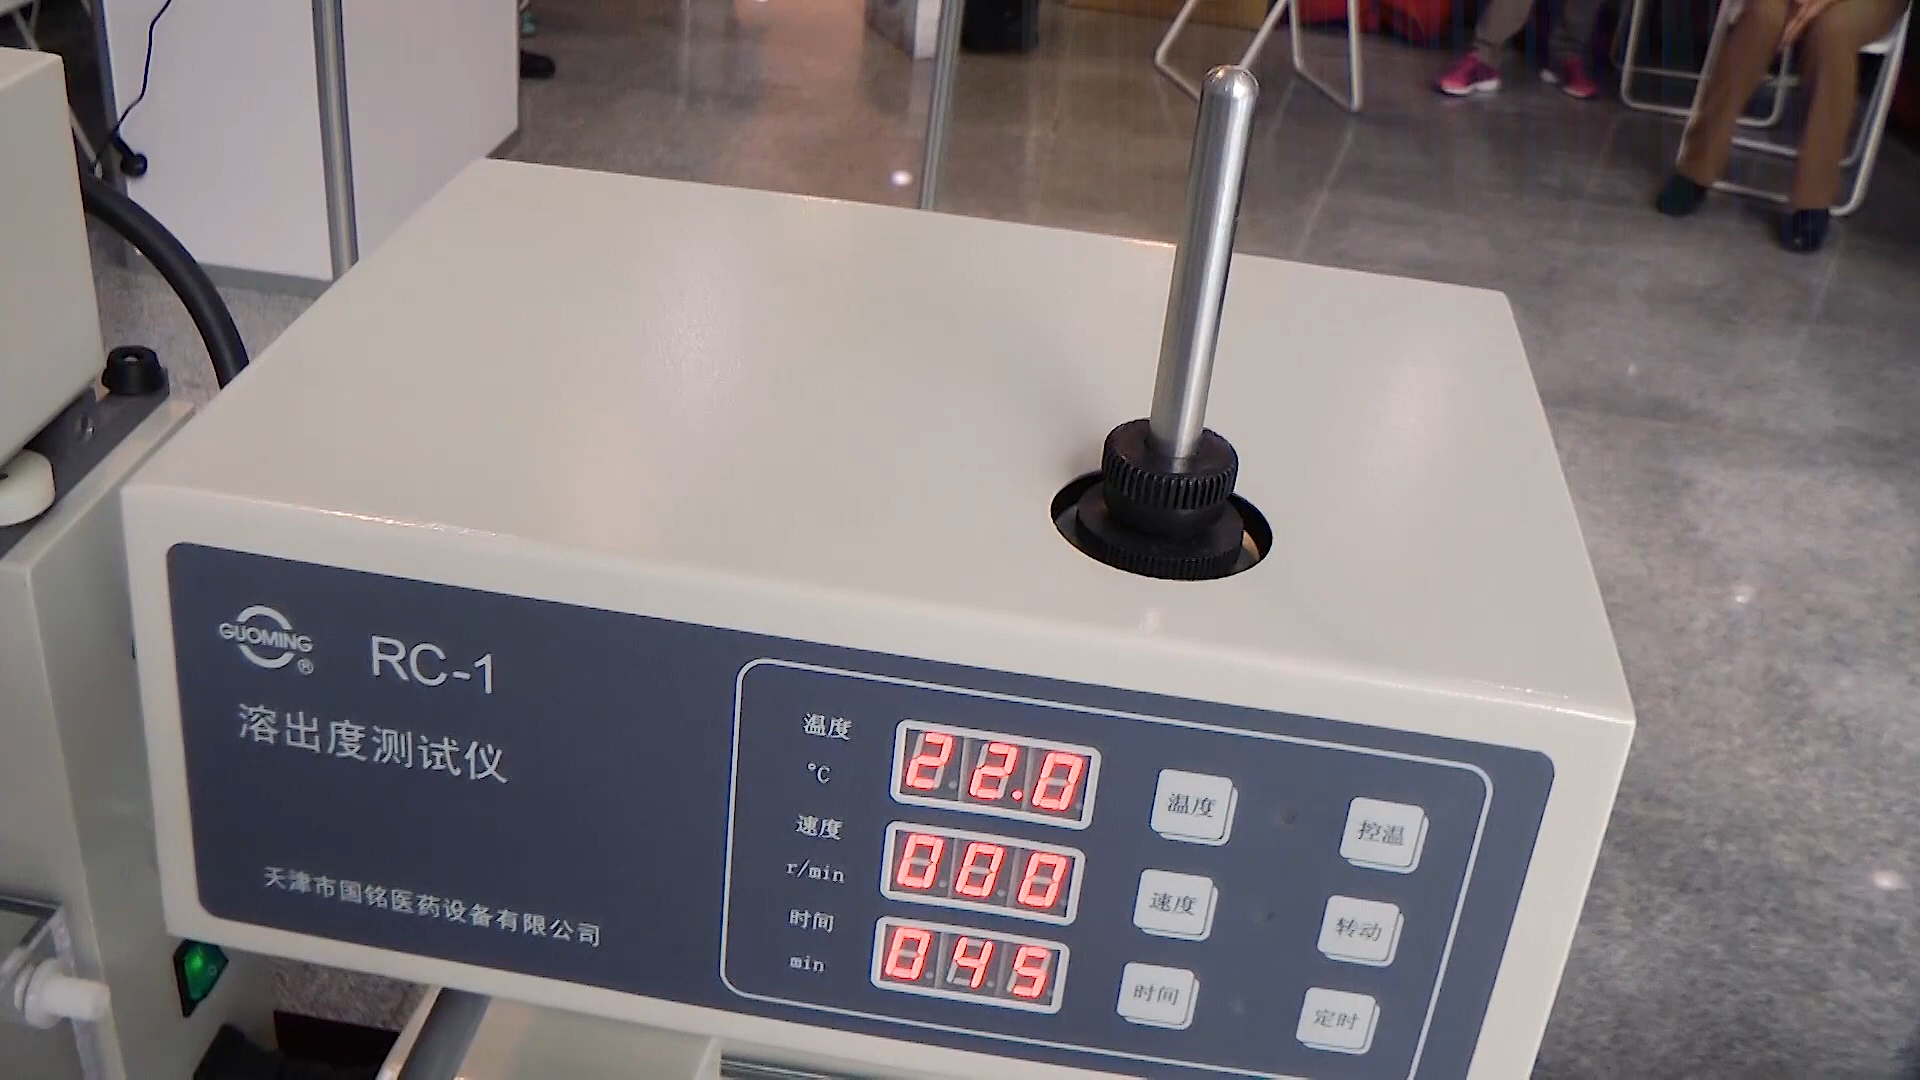 GUOMING
®
RC-1
溶出度测试仪
天津市国铭医药设备有限公司
温度
℃
22.0
速度
r/min
000
时间
min
045
温度
控温
速度
转动
时间
定时